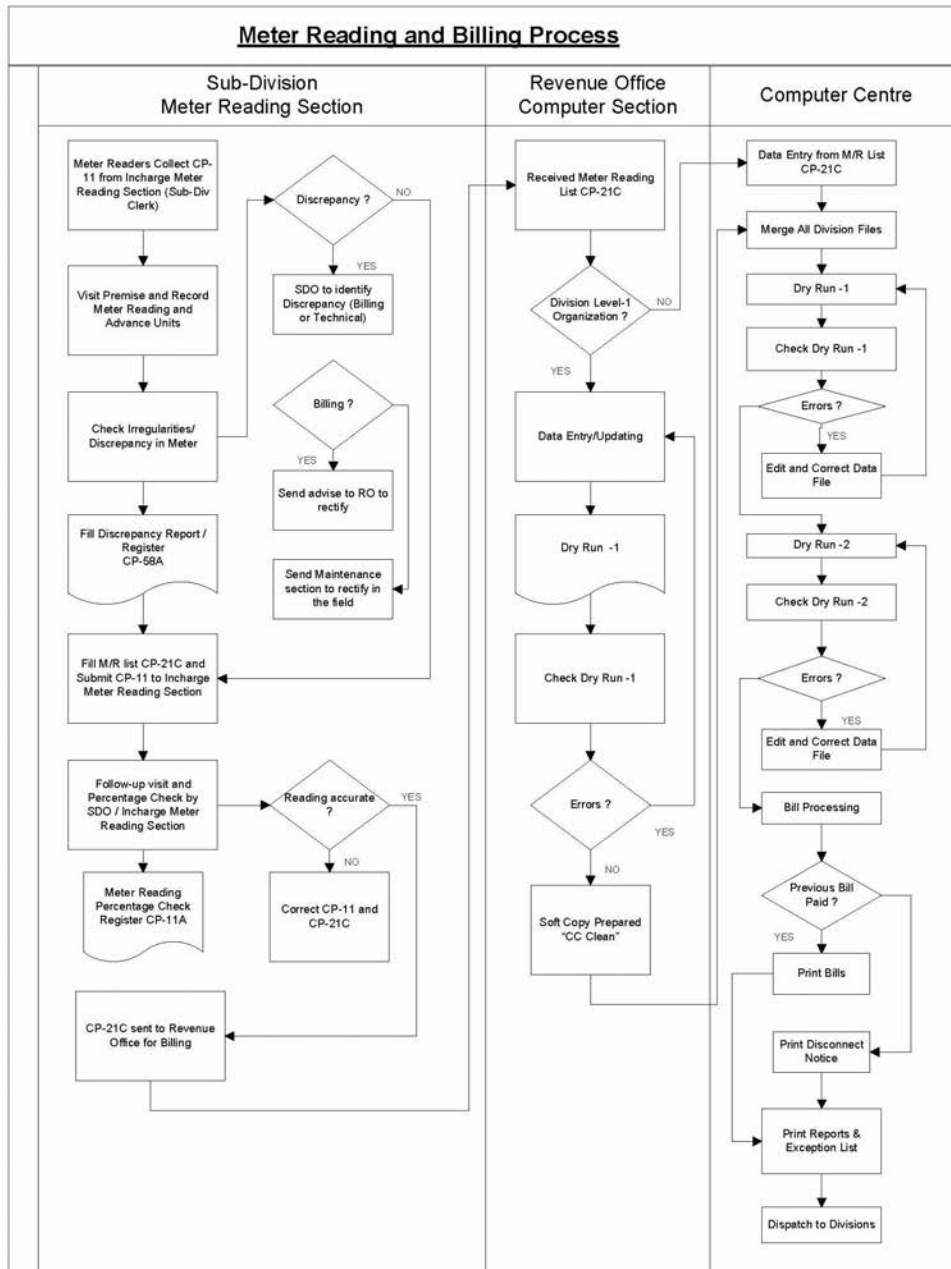 Meter Reading and Billing Process
Sub-Division
Meter Reading Section
Meter Readers Collect CP-
11 from Incharge Meter
Reading Section (Sub-Div
Clerk)
Discrepancy ?
NO
YES
Visit Premise and Record
Meter Reading and
Advance Units
SDO to identify
Discrepancy (Billing
or Technical)
Check Irregularities/
Discrepancy in Meter
Billing ?
YES
Send advise to RO to
rectify
Fill Discrepancy Report /
Register
CP-58A
Send Maintenance
section to rectify in
the field
Fill M/R list CP-21C and
Submit CP-11 to Incharge
Meter Reading Section
Follow-up visit and
Percentage Check by
SDO / Incharge Meter
Reading Section
Reading accurate
?
YES
NO
Meter Reading
Percentage Check
Register CP-11A
Correct CP-11 and
CP-21C
CP-21C sent to Revenue
Office for Billing
Revenue Office
Computer Section
Received Meter Reading
List CP-21C
Division Level-1
Organization ?
NO
YES
Data Entry/Updating
Dry Run -1
Check Dry Run -1
Errors ?
YES
NO
Soft Copy Prepared
"CC Clean"
Computer Centre
Data Entry from M/R List
CP-21C
Merge All Division Files
Dry Run -1
Check Dry Run -1
Errors ?
YES
Edit and Correct Data
File
Dry Run -2
Check Dry Run -2
Errors ?
YES
Edit and Correct Data
File
Bill Processing
Previous Bill
Paid ?
YES
Print Bills
Print Disconnect
Notice
Print Reports &
Exception List
Dispatch to Divisions